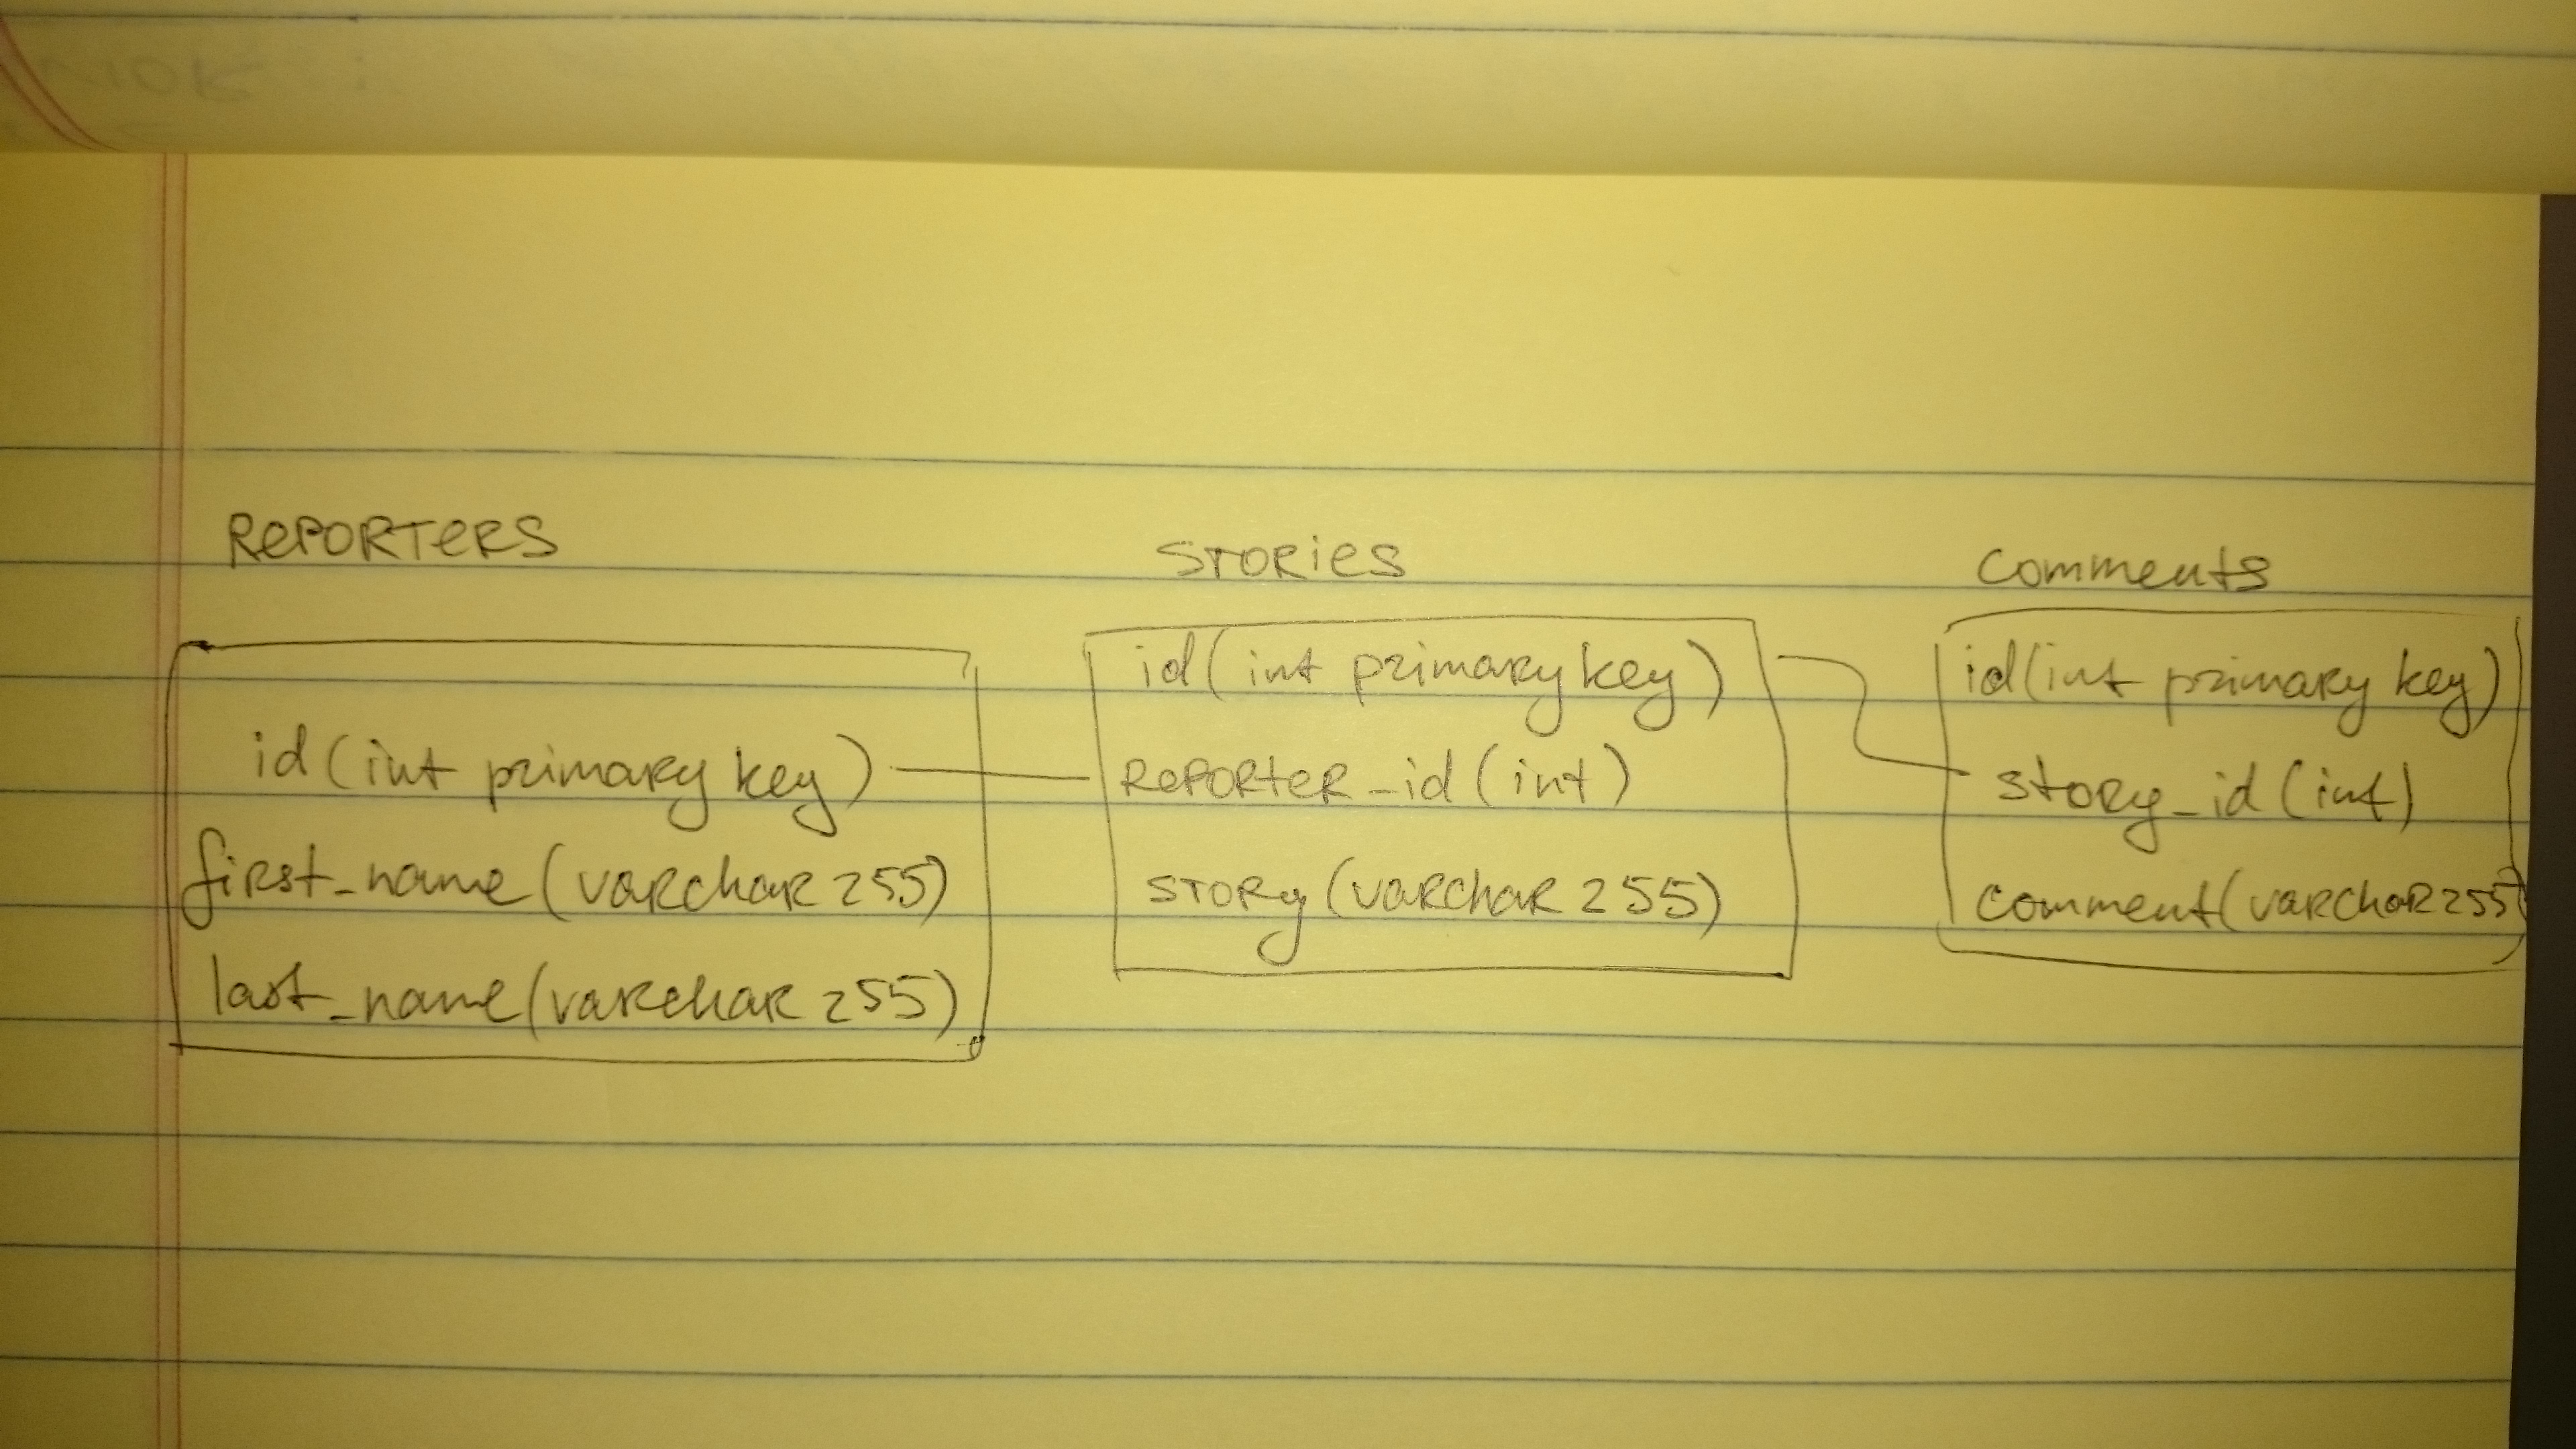 REPORTERS
STORIES
Comments
id (int primary key)
first_name (varchar 255)
last_name (varchar 255)
id (int primary key)
REPORTER_id (int)
STORY (varchar 255)
id (int primary key)
story_id (int)
comment (varchar 255)